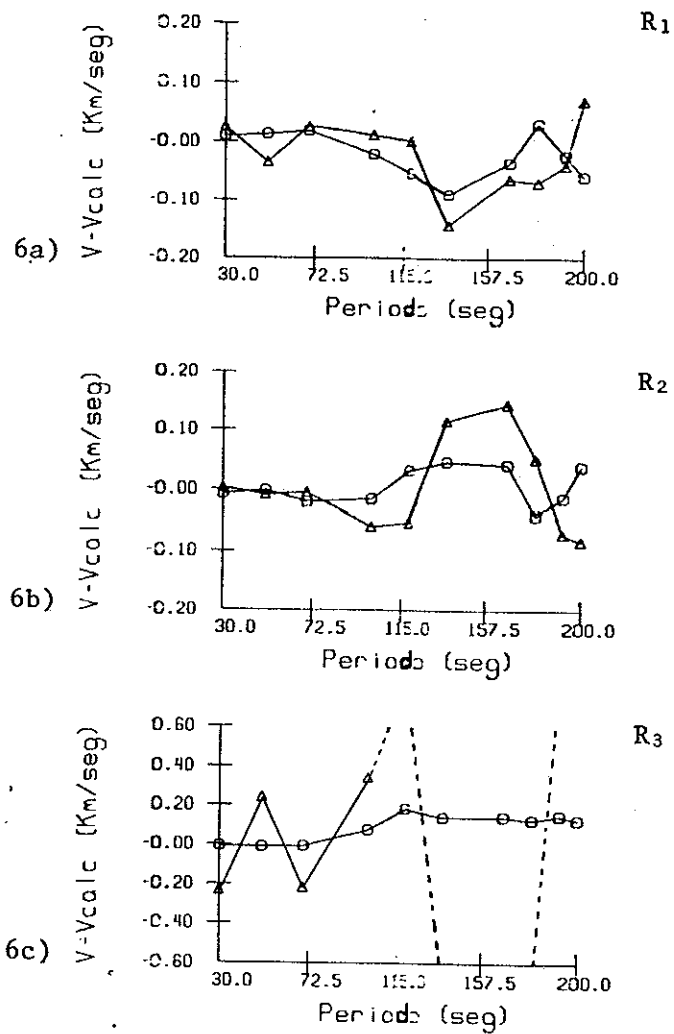 R1
0.20
0.10
-0.00
-0.10
-0.20
V-Vcalc (Km/seg)
6a)
30.0 72.5 115.0 157.5 200.0
Periodo (seg)
R2
0.20
0.10
-0.00
-0.10
-0.20
V-Vcalc (Km/seg)
6b)
30.0 72.5 115.0 157.5 200.0
Periodo (seg)
R3
0.60
0.40
0.20
-0.00
-0.20
-0.40
-0.60
V-Vcalc (Km/seg)
6c)
30.0 72.5 115.0 157.5 200.0
Periodo (seg)